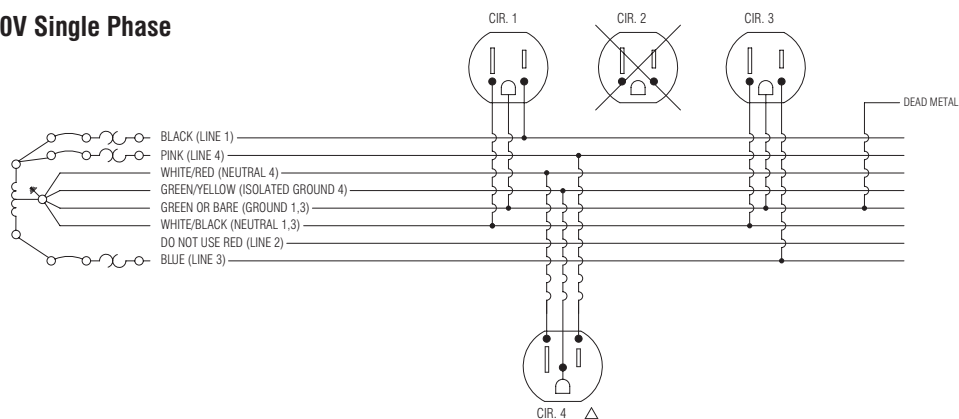 0V Single Phase
CIR. 1
CIR. 2
CIR. 3
DEAD METAL
BLACK (LINE 1)
PINK (LINE 4)
WHITE/RED (NEUTRAL 4)
GREEN/YELLOW (ISOLATED GROUND 4)
GREEN OR BARE (GROUND 1,3)
WHITE/BLACK (NEUTRAL 1,3)
DO NOT USE RED (LINE 2)
BLUE (LINE 3)
CIR. 4 △